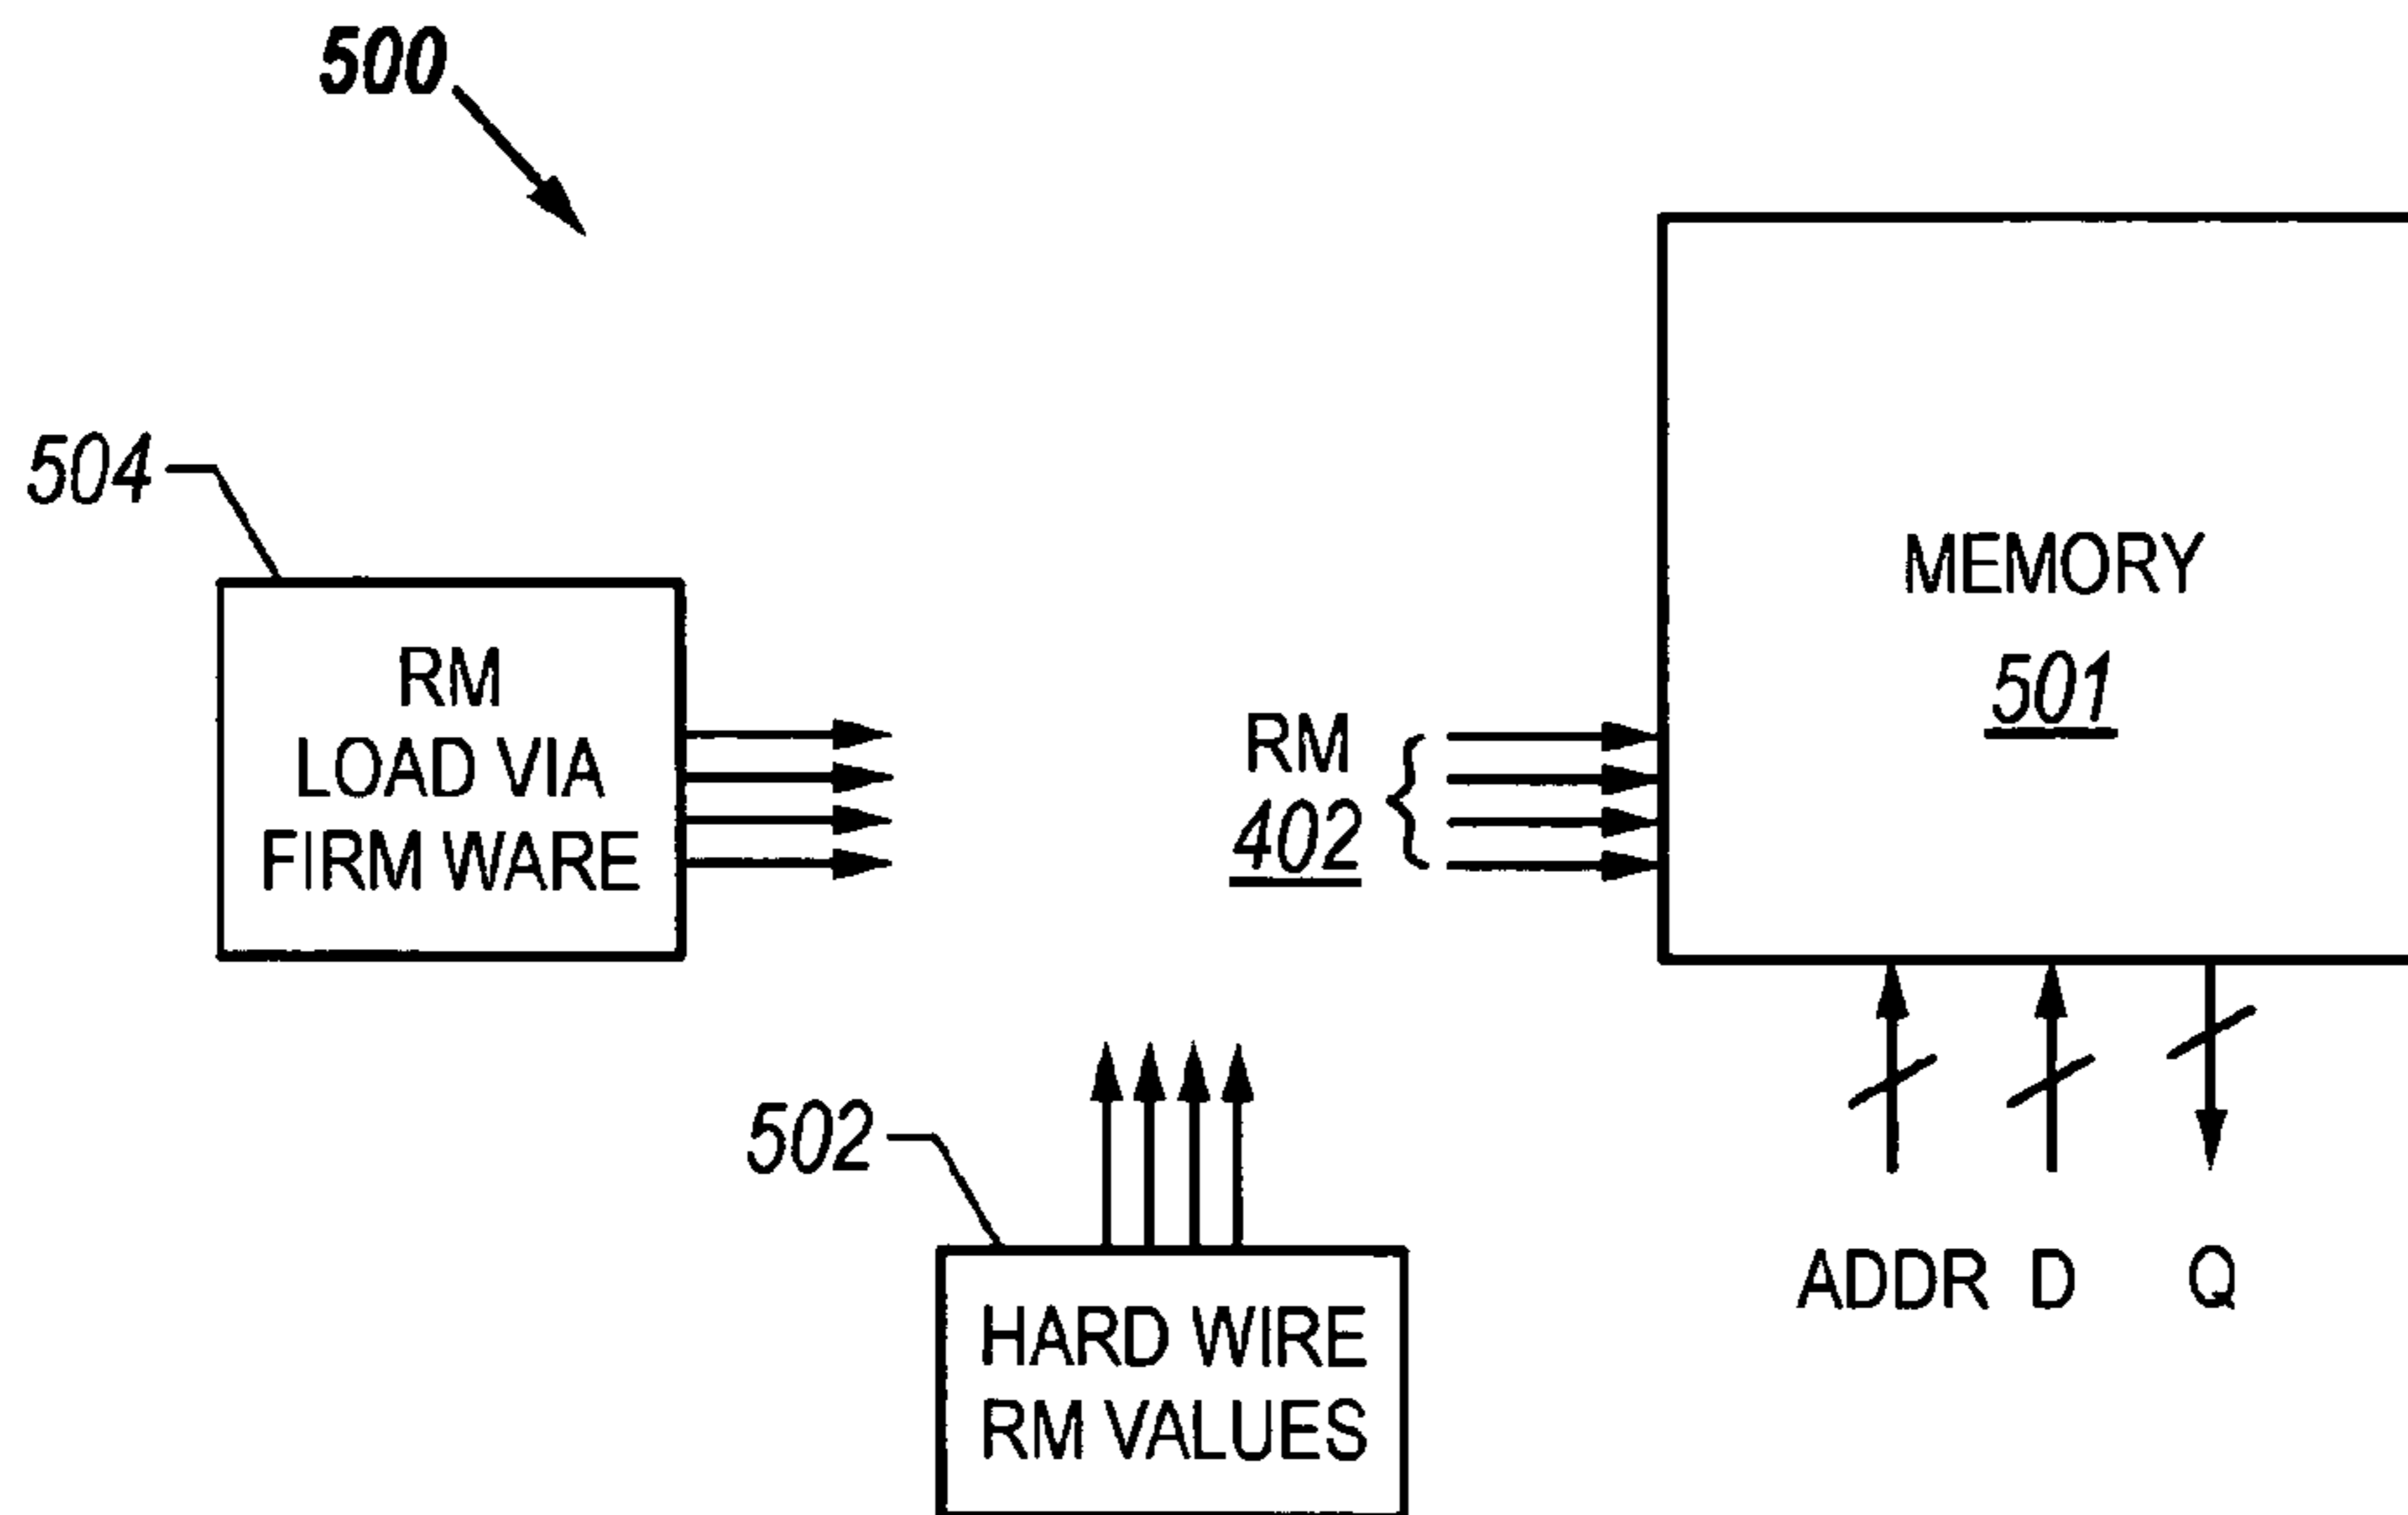 500
504
RM
LOAD VIA
FIRM WARE
RM
402
MEMORY
501
502
HARD WIRE
RM VALUES
ADDR D Q